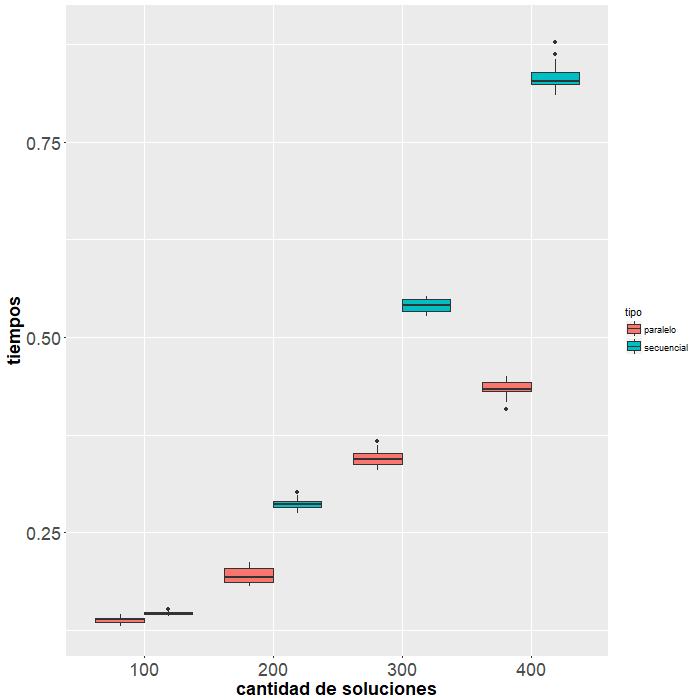 tiempos
0.75
0.50
0.25
100 200 300 400
cantidad de soluciones
tipo
paralelo
secuencial